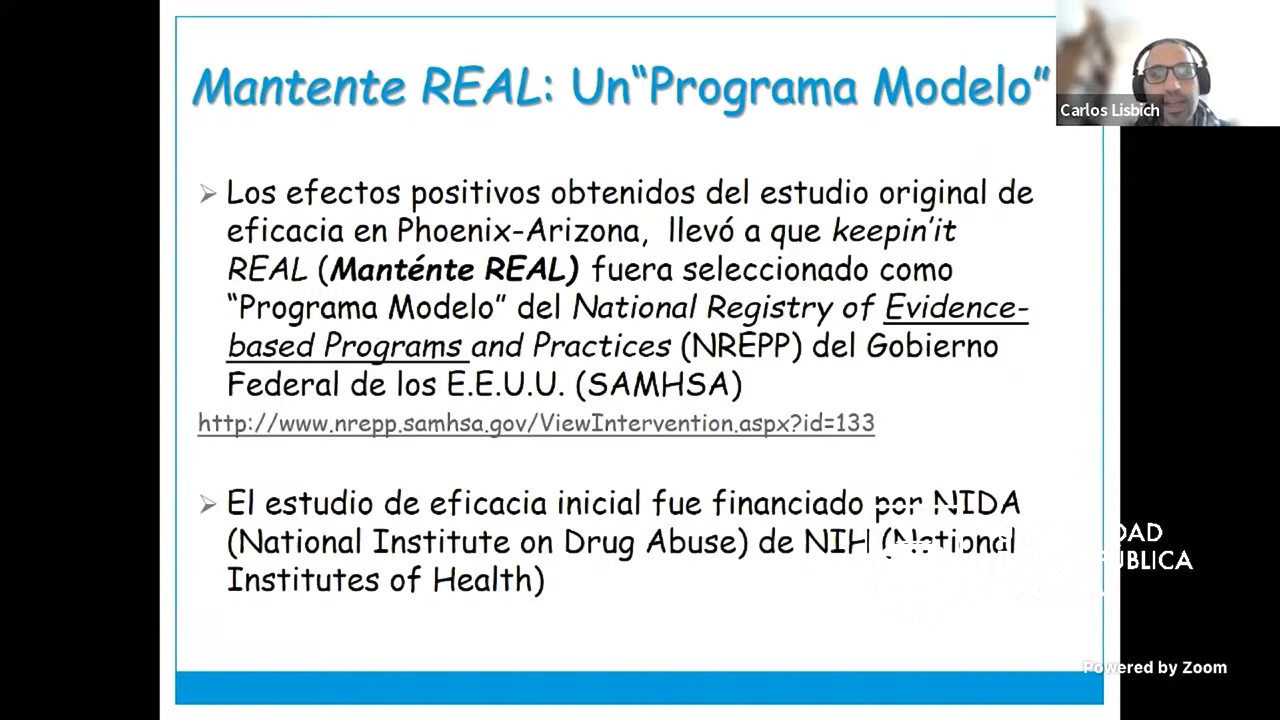 Mantente REAL: Un“Programa Modelo”
Carlos Lisbich
Los efectos positivos obtenidos del estudio original de
eficacia en Phoenix-Arizona, llevó a que keepin’it
REAL (Manténte REAL) fuera seleccionado como
“Programa Modelo” del National Registry of Evidence-
based Programs and Practices (NREPP) del Gobierno
Federal de los E.E.U.U. (SAMHSA)
http://www.nrepp.samhsa.gov/ViewIntervention.aspx?id=133
El estudio de eficacia inicial fue financiado por NIDA
(National Institute on Drug Abuse) de NIH (National
Institutes of Health)
Powered by Zoom